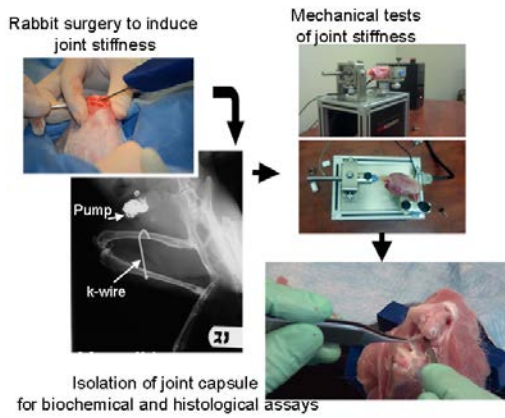 Rabbit surgery to induce
joint stiffness
Mechanical tests
of joint stiffness
Pump
k-wire
Isolation of joint capsule
for biochemical and histological assays